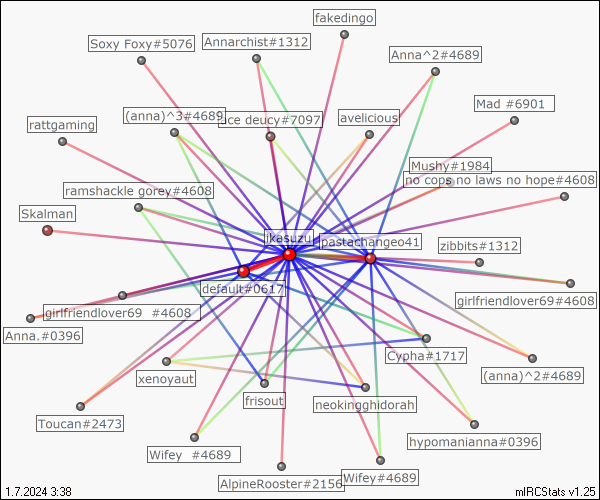 fakedingo
Soxy Foxy#5076
Annarchist#1312
Anna^2#4689
Mad #6901
(anna)^3#4689
ice deucy#7097
avelicious
rattgaming
Mushy#1984
no cops no laws no hope#4608
ramshackle gorey#4608
Skalman
ikasuzu
pastachangeo41
zibbits#1312
default#0617
girlfriendlover69#4608
girlfriendlover69 #4608
Anna.#0396
Cypha#1717
(anna)^2#4689
xenoyaut
frisout
neokingghidorah
Toucan#2473
hypomanianna#0396
Wifey #4689
AlpineRooster#2156
Wifey#4689
1.7.2024 3:38
mIRCStats v1.25